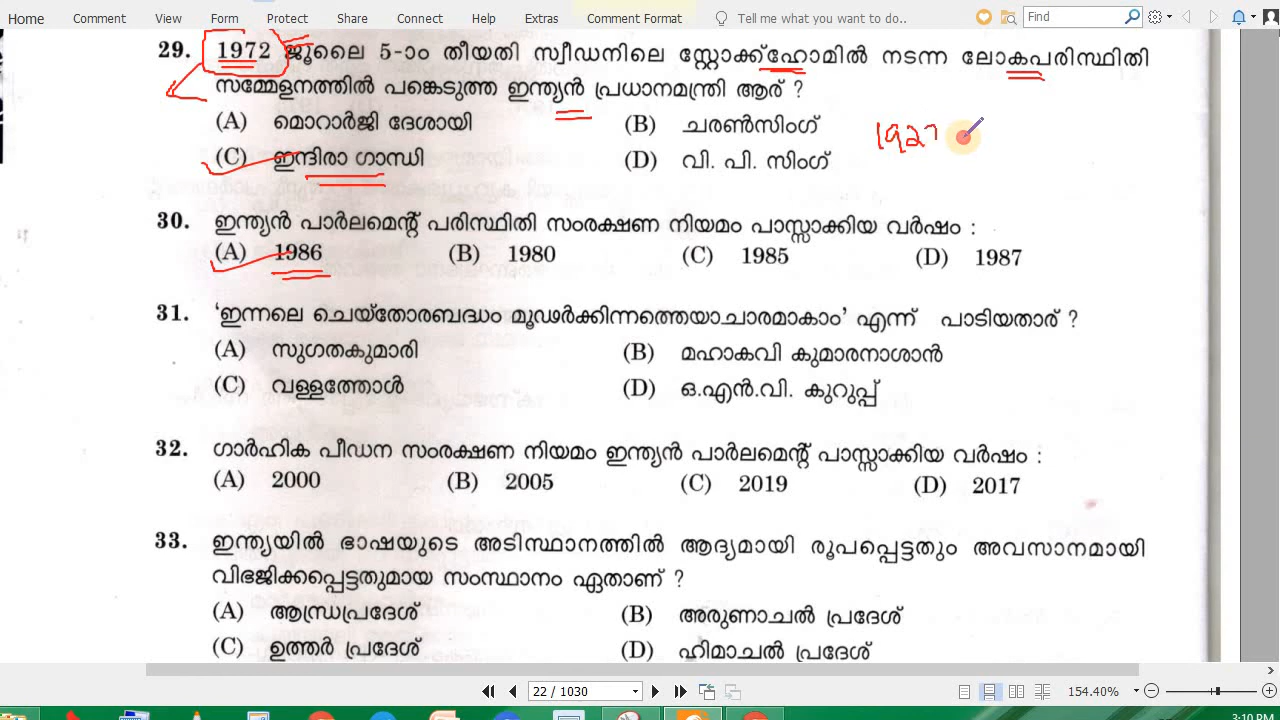 Home Comment View Form Protect Share Connect Help Extras Comment Format Tell me what you want to do.. Find
29. 1972 ജൂലൈ 5-ാം തീയതി സ്വീഡനിലെ സ്റ്റോക്ക്ഹോമിൽ നടന്ന ലോകപരിസ്ഥിതി
സമ്മേളനത്തിൽ പങ്കെടുത്ത ഇന്ത്യൻ പ്രധാനമന്ത്രി ആര് ?
(A) മൊറാർജി ദേശായി (B) ചരൺസിംഗ്
1927
(C) ഇന്ദിരാ ഗാന്ധി (D) വി. പി. സിംഗ്
30. ഇന്ത്യൻ പാർലമെന്റ് പരിസ്ഥിതി സംരക്ഷണ നിയമം പാസ്സാക്കിയ വർഷം :
(A) 1986 (B) 1980 (C) 1985 (D) 1987
31. ‘ഇന്നലെ ചെയ്തോരബദ്ധം മൂഢർക്കിന്നത്തെയാചാരമാകാം’ എന്ന് പാടിയതാര് ?
(A) സുഗതകുമാരി (B) മഹാകവി കുമാരനാശാൻ
(C) വള്ളത്തോൾ (D) ഒ.എൻ.വി. കുറുപ്പ്
32. ഗാർഹിക പീഡന സംരക്ഷണ നിയമം ഇന്ത്യൻ പാർലമെന്റ് പാസ്സാക്കിയ വർഷം :
(A) 2000 (B) 2005 (C) 2019 (D) 2017
33. ഇന്ത്യയിൽ ഭാഷയുടെ അടിസ്ഥാനത്തിൽ ആദ്യമായി രൂപപ്പെട്ടതും അവസാനമായി
വിഭജിക്കപ്പെട്ടതുമായ സംസ്ഥാനം ഏതാണ് ?
(A) ആന്ധ്രപ്രദേശ് (B) അരുണാചൽ പ്രദേശ്
(C) ഉത്തർ പ്രദേശ് (D) ഹിമാചൽ പ്രദേശ്
22 / 1030 154.40%
3:10 PM